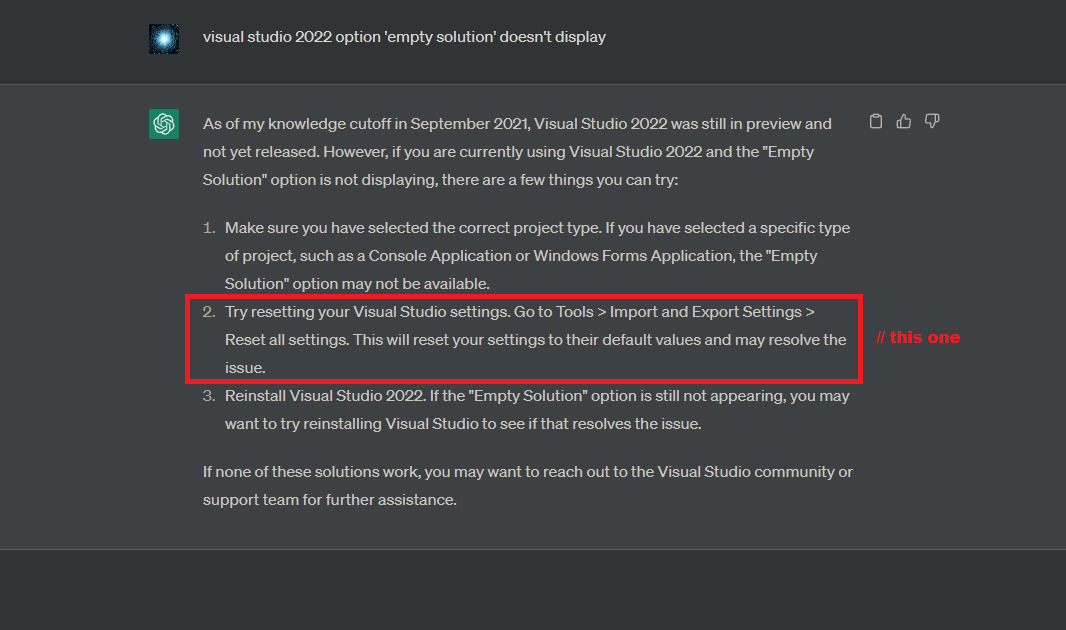 visual studio 2022 option 'empty solution' doesn't display
As of my knowledge cutoff in September 2021, Visual Studio 2022 was still in preview and
not yet released. However, if you are currently using Visual Studio 2022 and the "Empty
Solution" option is not displaying, there are a few things you can try:
1. Make sure you have selected the correct project type. If you have selected a specific type
of project, such as a Console Application or Windows Forms Application, the "Empty
Solution" option may not be available.
2. Try resetting your Visual Studio settings. Go to Tools > Import and Export Settings >
Reset all settings. This will reset your settings to their default values and may resolve the
issue.
// this one
3. Reinstall Visual Studio 2022. If the "Empty Solution" option is still not appearing, you may
want to try reinstalling Visual Studio to see if that resolves the issue.
If none of these solutions work, you may want to reach out to the Visual Studio community or
support team for further assistance.